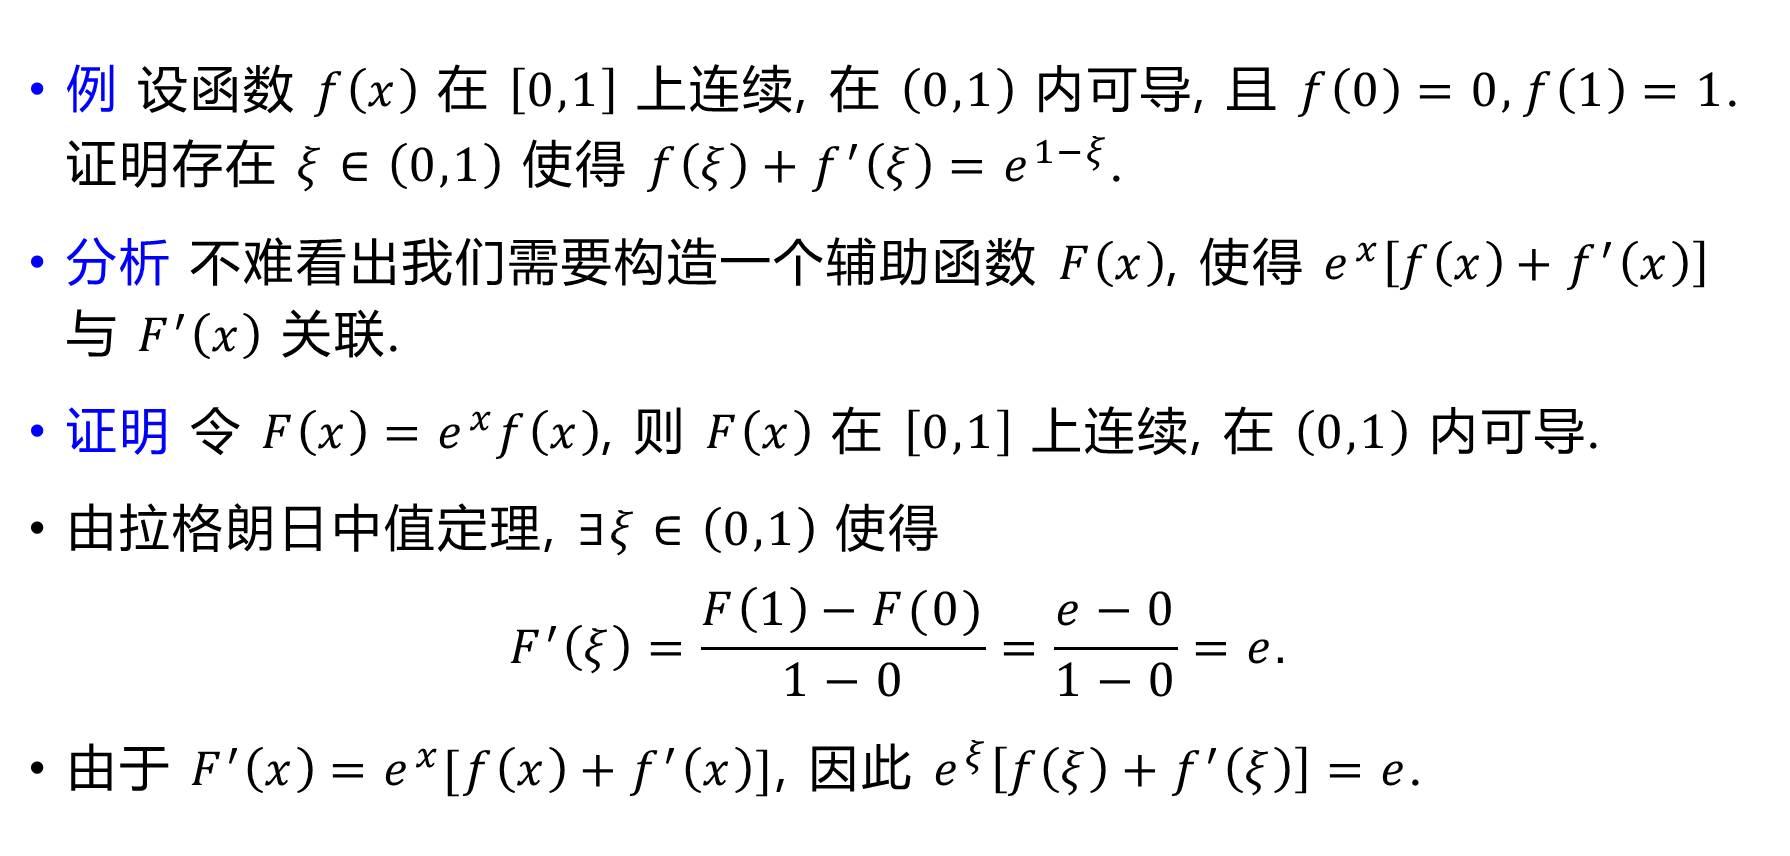 • 例 设函数 f(x) 在 [0,1] 上连续, 在 (0,1) 内可导, 且 f(0) = 0, f(1) = 1.
证明存在 ξ ∈ (0,1) 使得 f(ξ) + f′(ξ) = e^{1−ξ}.
• 分析 不难看出我们需要构造一个辅助函数 F(x), 使得 e^x[f(x) + f′(x)]
与 F′(x) 关联.
• 证明 令 F(x) = e^x f(x), 则 F(x) 在 [0,1] 上连续, 在 (0,1) 内可导.
• 由拉格朗日中值定理, ∃ξ ∈ (0,1) 使得
F′(ξ) = \frac{F(1) − F(0)}{1 − 0} = \frac{e − 0}{1 − 0} = e.
• 由于 F′(x) = e^x[f(x) + f′(x)], 因此 e^ξ[f(ξ) + f′(ξ)] = e.